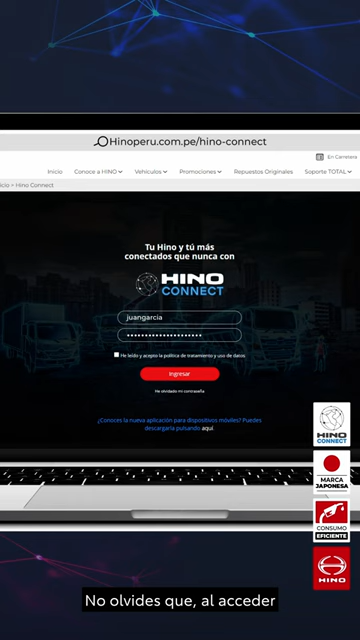 Hinoperu.com.pe/hino-connect
En Carretera
Inicio Conoce a HINO Vehículos Promociones Repuestos Originales Soporte TOTAL
icio > Hino Connect
Tu Hino y tú más
conectados que nunca con
HINO
CONNECT
juangarcia
He leído y acepto la política de tratamiento y uso de datos
Ingresar
He olvidado mi contraseña
¿Conoces la nueva aplicación para dispositivos móviles? Puedes
descargarla pulsando aquí
HINO
CONNECT
MARCA
JAPONESA
CONSUMO
EFICIENTE
HINO
No olvides que, al acceder